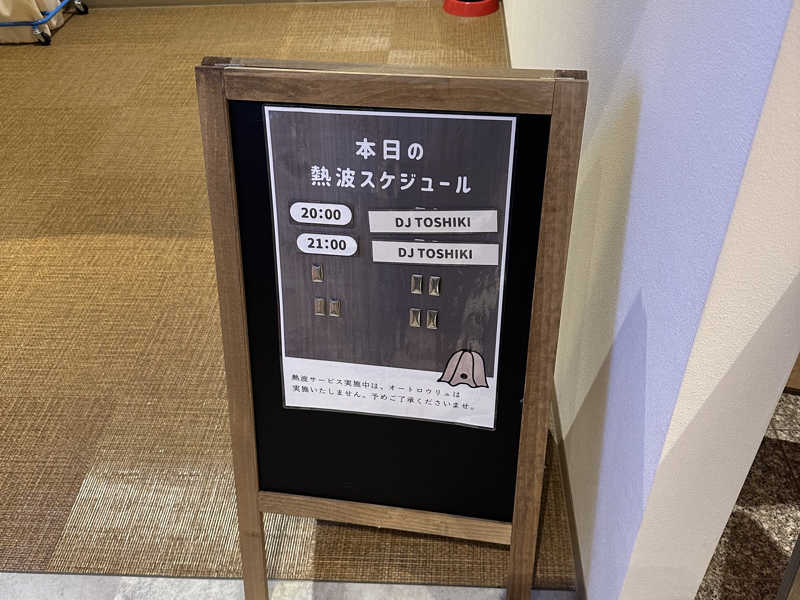 本日の
熱波スケジュール
20:00 DJ TOSHIKI
21:00 DJ TOSHIKI
熱波サービス実施中は、オートロウリュは
実施いたしません。予めご了承くださいませ。